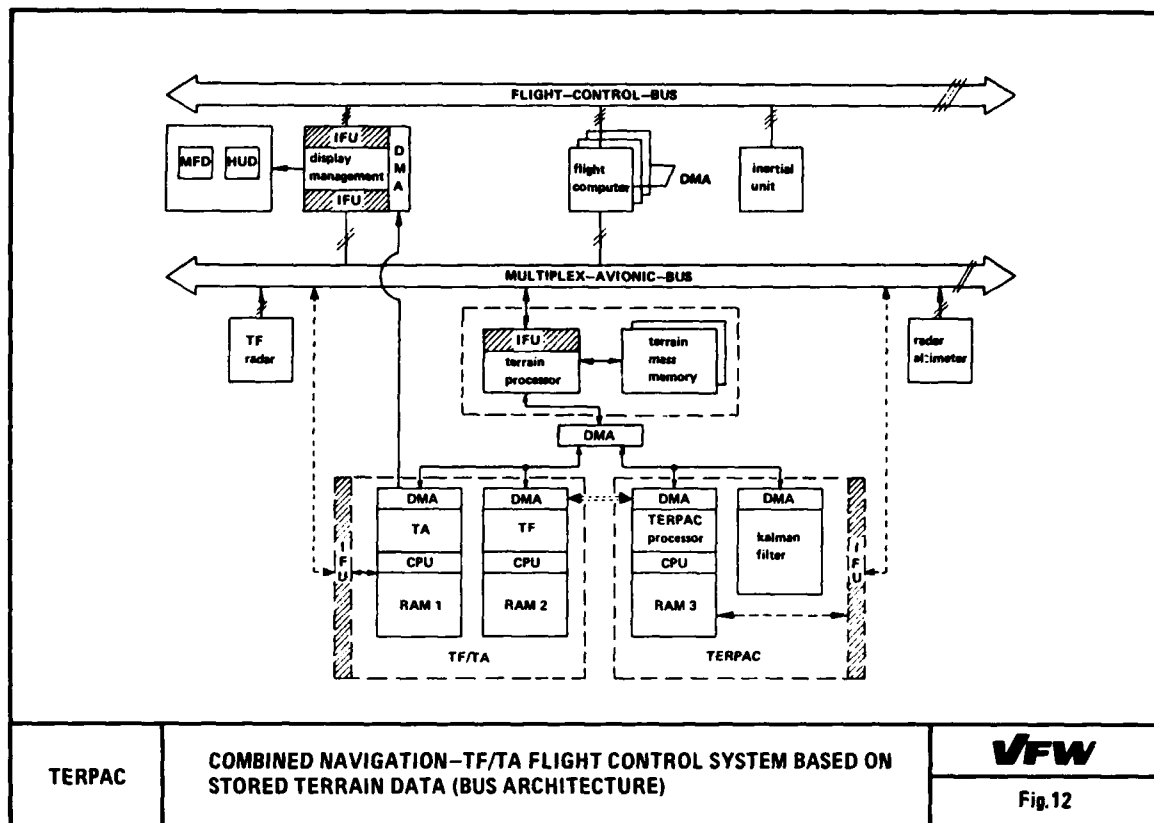 FLIGHT-CONTROL-BUS
MFD
HUD
IFU
display
management
IFU
DMA
flight
computer
DMA
inertial
unit
MULTIPLEX-AVIONIC-BUS
TF
radar
IFU
terrain
processor
terrain
mass
memory
radar
altimeter
DMA
DMA
TA
CPU
RAM 1
DMA
TF
CPU
RAM 2
DMA
TERPAC
processor
CPU
RAM 3
DMA
kalman
filter
IFU
IFU
TF/TA
TERPAC
TERPAC
COMBINED NAVIGATION-TF/TA FLIGHT CONTROL SYSTEM BASED ON
STORED TERRAIN DATA (BUS ARCHITECTURE)
VFW
Fig.12